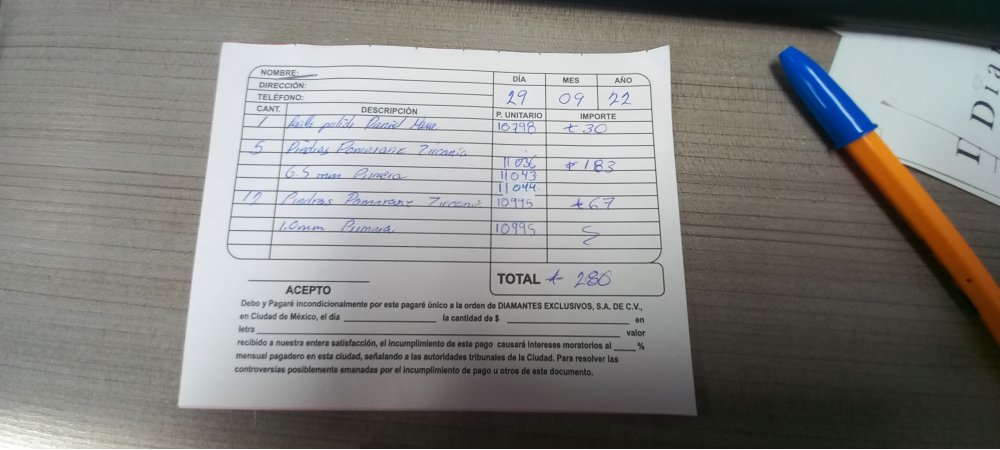 NOMBRE:
DÍA MES AÑO
DIRECCIÓN:
29 09 22
TELÉFONO:
CANT. DESCRIPCIÓN P. UNITARIO IMPORTE
1 10798 30
5 Piedras Zirconia
11036 183
6.5 mm Primera 11043
11044
12 Piedras Zirconia 10995 67
1.0mm Primera 10995
TOTAL 280
ACEPTO
Debo y Pagaré incondicionalmente por este pagaré único a la orden de DIAMANTES EXCLUSIVOS, S.A. DE C.V.,
en Ciudad de México, el día ____ la cantidad de $ ____ en
letra ____ valor
recibido a nuestra entera satisfacción, el incumplimiento de este pago causará intereses moratorios al ____ %
mensual pagadero en esta ciudad, señalando a las autoridades tribunales de la Ciudad. Para resolver las
controversias posiblemente emanadas por el incumplimiento de pago u otros de este documento.